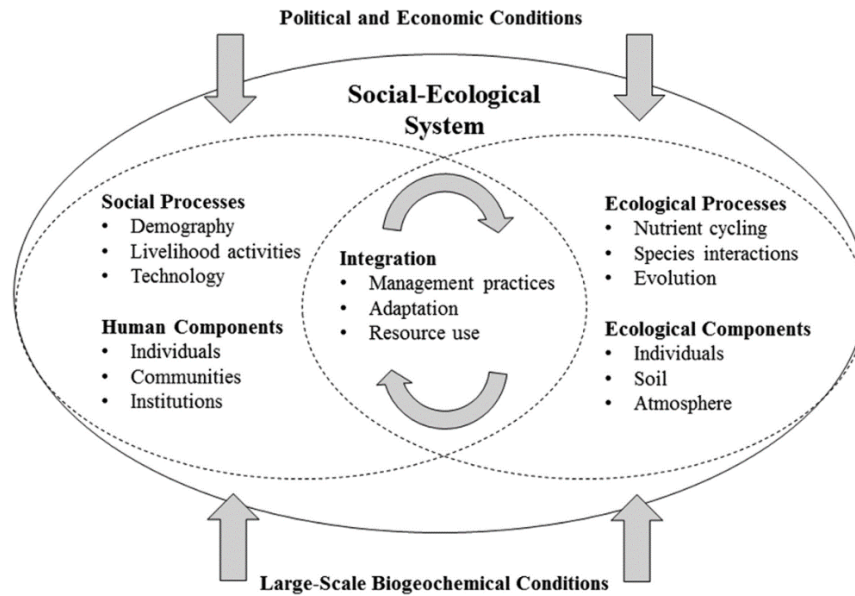 Political and Economic Conditions
Social-Ecological
System
Social Processes
• Demography
• Livelihood activities
• Technology
Human Components
• Individuals
• Communities
• Institutions
Integration
• Management practices
• Adaptation
• Resource use
Ecological Processes
• Nutrient cycling
• Species interactions
• Evolution
Ecological Components
• Individuals
• Soil
• Atmosphere
Large-Scale Biogeochemical Conditions